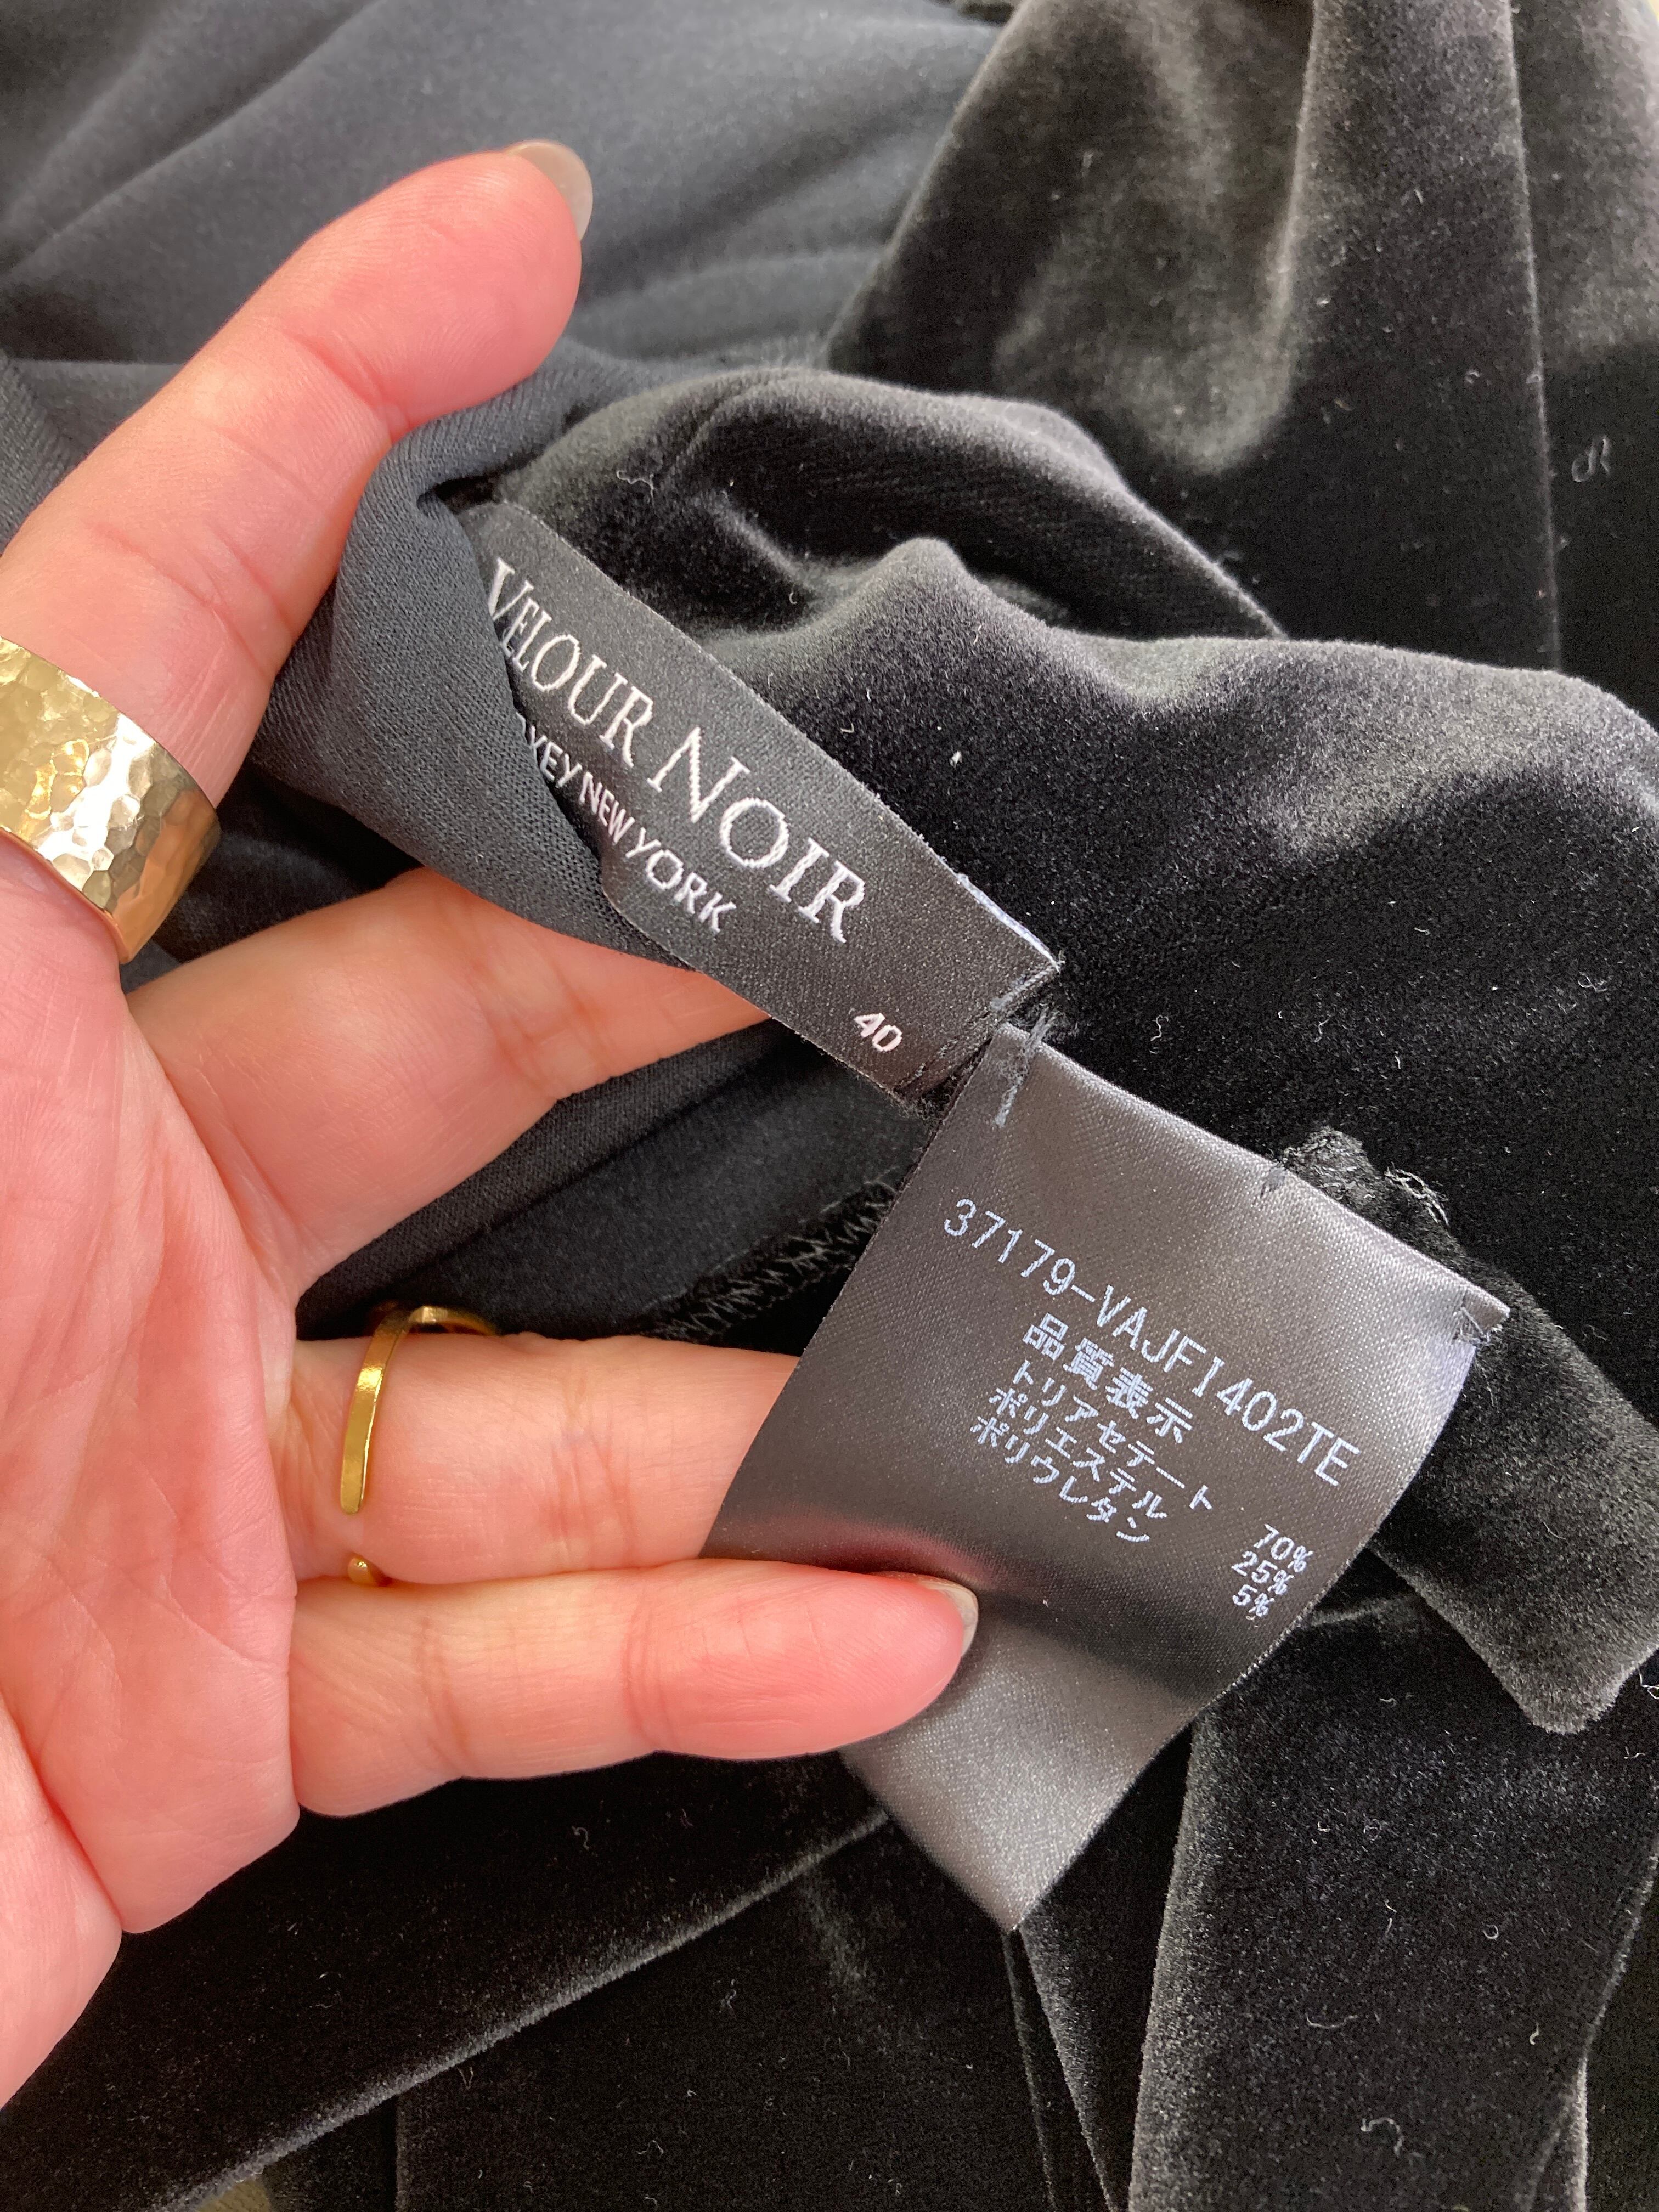 VELOUR NOIR
NEW YORK
40
37179-VAJFI402TE
品質表示
トリアセテート 70%
ポリエステル 25%
ポリウレタン 5%